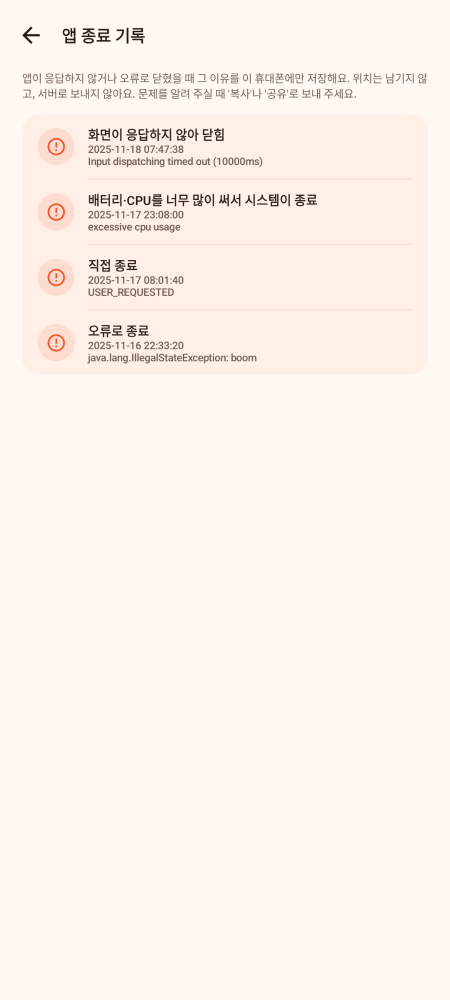 앱 종료 기록
앱이 응답하지 않거나 오류로 닫혔을 때 그 이유를 이 휴대폰에만 저장해요. 위치는 남기지 않
고, 서버로 보내지 않아요. 문제를 알려 주실 때 '복사'나 '공유'로 보내 주세요.
화면이 응답하지 않아 닫힘
2025-11-18 07:47:38
Input dispatching timed out (10000ms)
배터리·CPU를 너무 많이 써서 시스템이 종료
2025-11-17 23:08:00
excessive cpu usage
직접 종료
2025-11-17 08:01:40
USER_REQUESTED
오류로 종료
2025-11-16 22:33:20
java.lang.IllegalStateException: boom